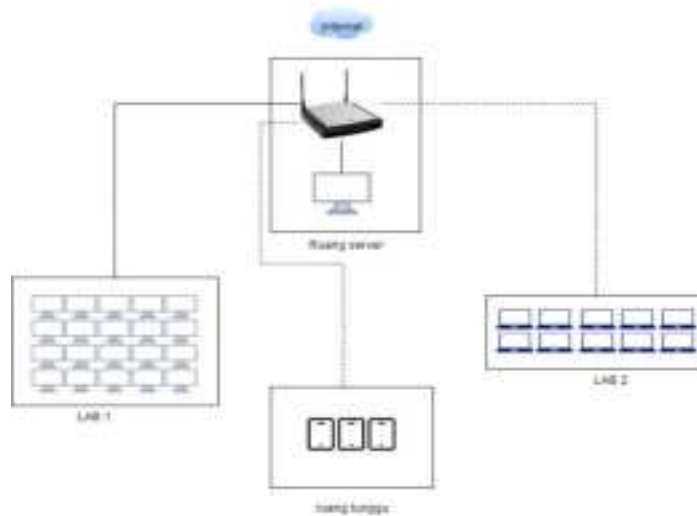 Internet
Ruang server
LAB 1
LAB 2
ruang tunggu